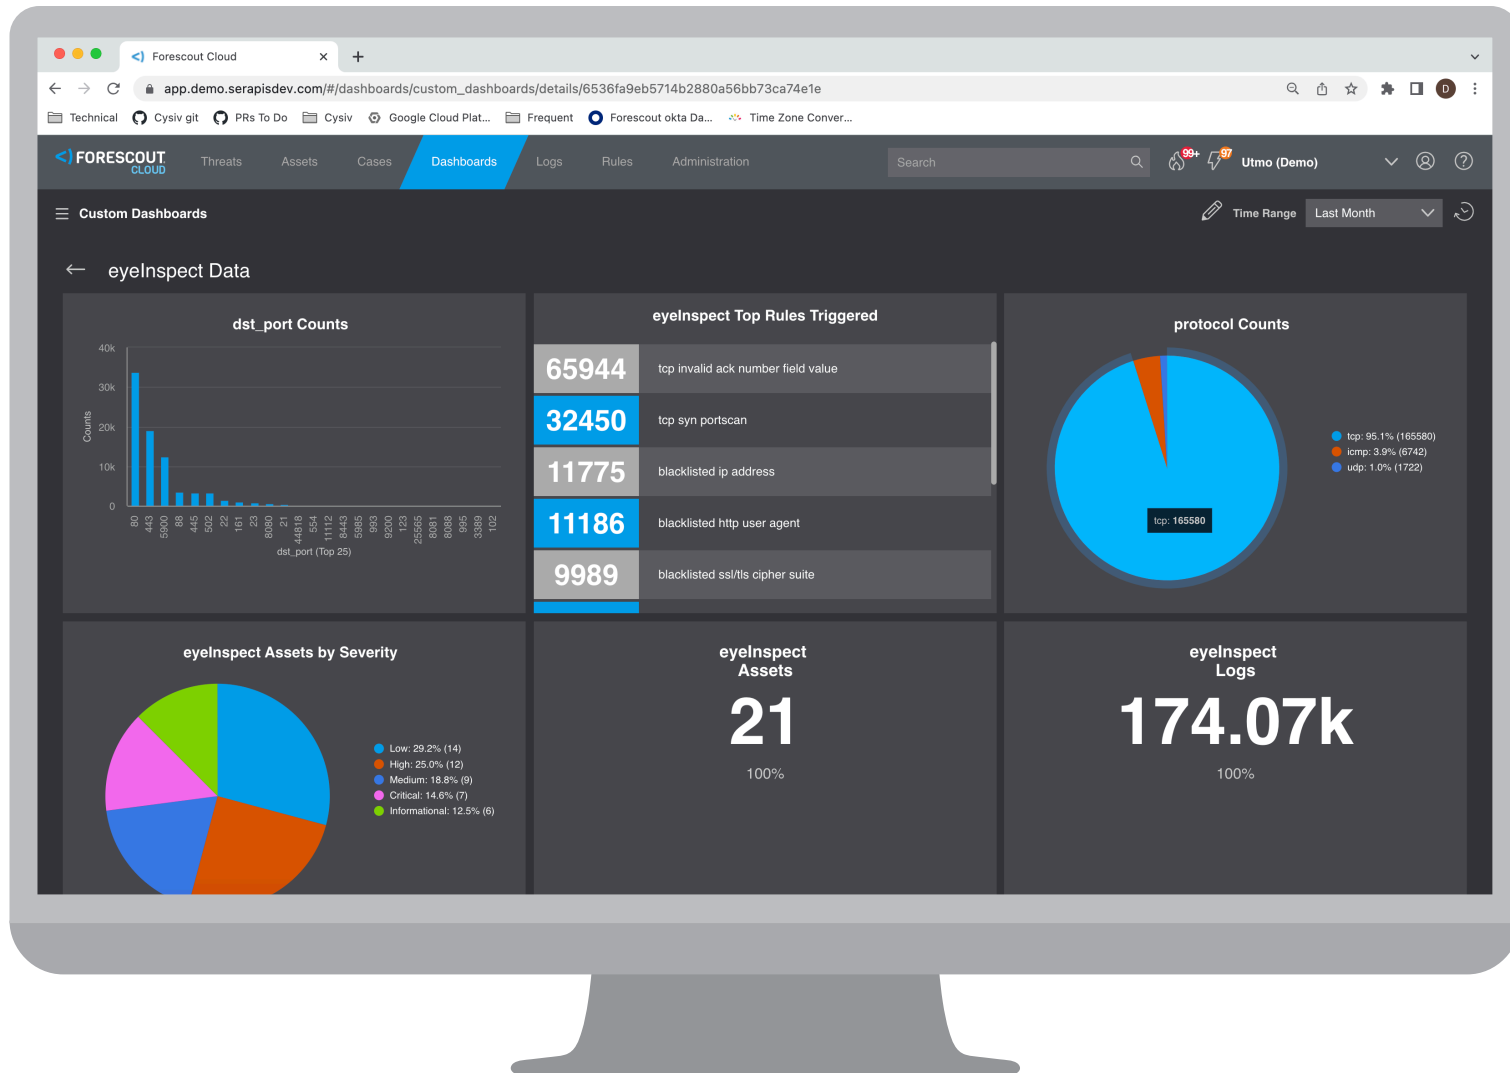 Forescout Cloud
app.demo.serapisdev.com/#/dashboards/custom_dashboards/details/6536fa9eb5714b2880a56bb73ca74e1e
D
Technical Cysiv git PRs To Do Cysiv Google Cloud Plat... Frequent Forescout okta Da... Time Zone Conver...
FORESCOUT
CLOUD
Threats Assets Cases Dashboards Logs Rules Administration
Search
99+ 97 Utmo (Demo)
Custom Dashboards
Time Range Last Month
eyeInspect Data
dst_port Counts
40k
30k
20k
10k
0
Counts
80 443 5900 88 445 502 22 161 23 8080 21 44818 554 11112 8443 5985 993 9200 123 25565 8081 8088 995 3389 102
dst_port (Top 25)
eyeInspect Top Rules Triggered
65944 tcp invalid ack number field value
32450 tcp syn portscan
11775 blacklisted ip address
11186 blacklisted http user agent
9989 blacklisted ssl/tls cipher suite
protocol Counts
tcp: 95.1% (165580)
icmp: 3.9% (6742)
udp: 1.0% (1722)
tcp: 165580
eyeInspect Assets by Severity
Low: 29.2% (14)
High: 25.0% (12)
Medium: 18.8% (9)
Critical: 14.6% (7)
Informational: 12.5% (6)
eyeInspect
Assets
21
100%
eyeInspect
Logs
174.07k
100%